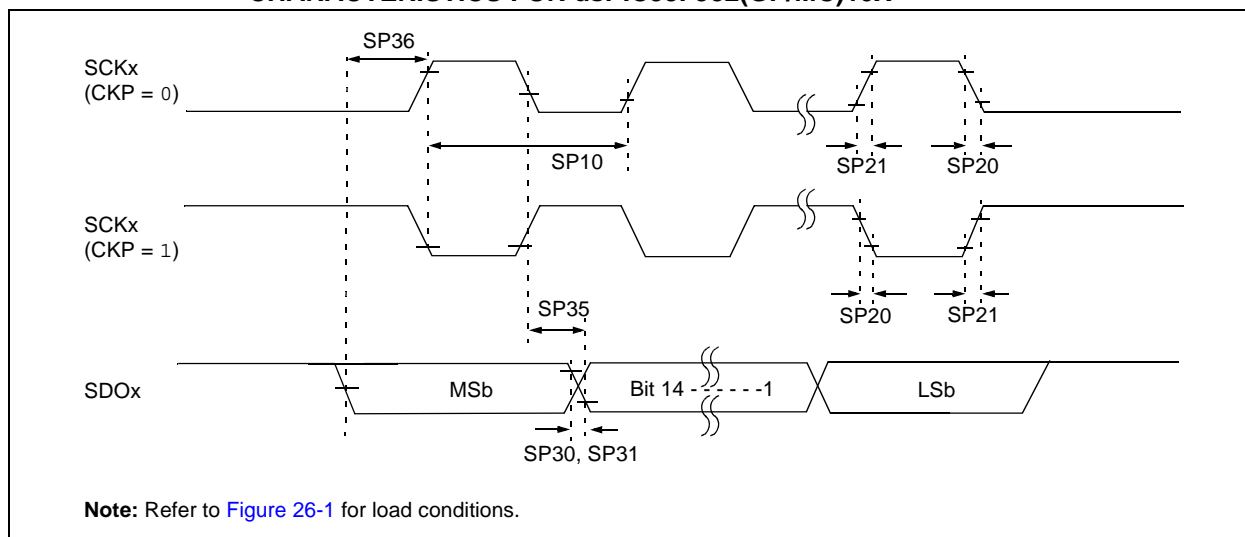 SP36
SCKx
(CKP = 0)
SP10
SP21
SP20
SCKx
(CKP = 1)
SP35
SP20
SP21
SDOx
MSb
Bit 14 - - - - - -1
LSb
SP30, SP31
Note: Refer to Figure 26-1 for load conditions.